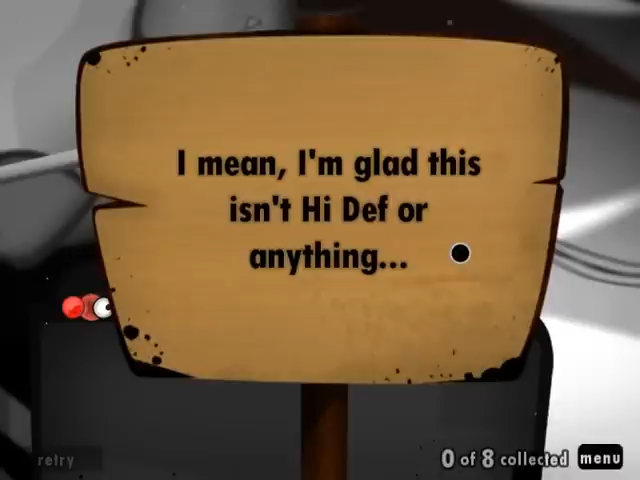 I mean, I'm glad this
isn't Hi Def or
anything...
retry
0 of 8 collected menu